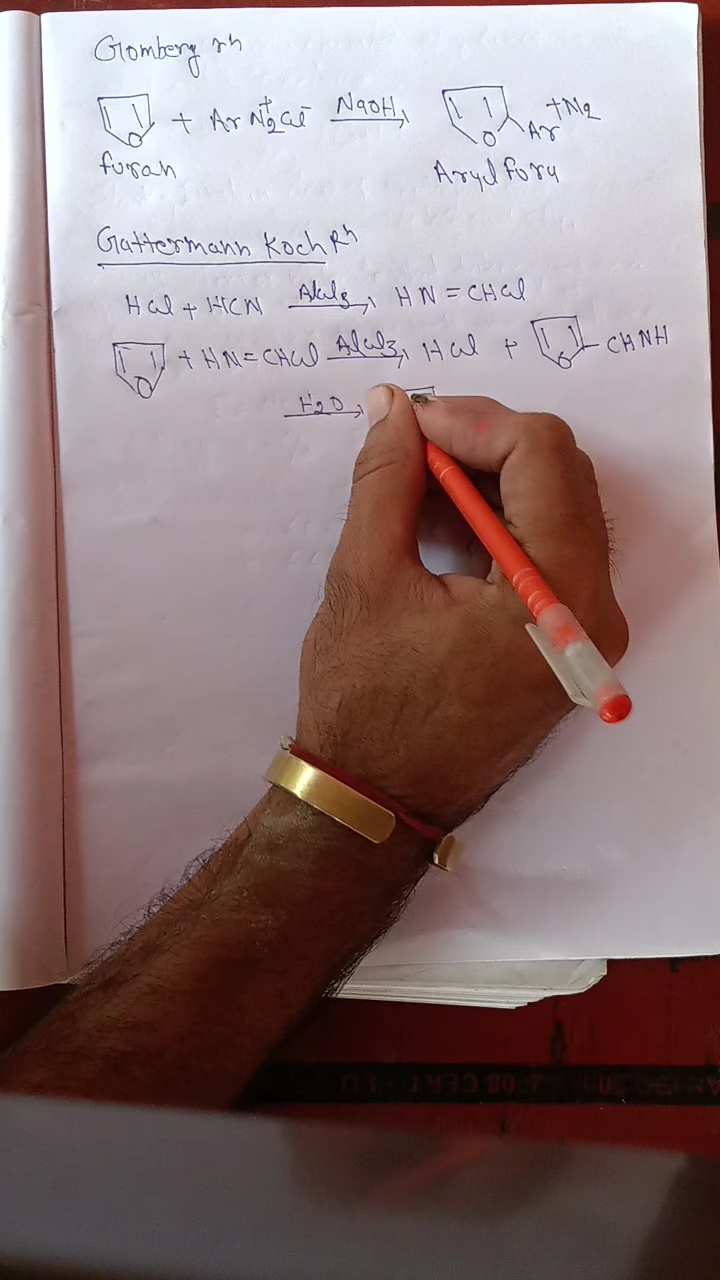 Gomberg rn
+ ArN₂⁺Cl⁻ NaOH O Ar + N₂
furan Aryl fury
Gattermann Koch Rn
HCl + HCN AlCl₃ HN = CHCl
O + HN = CHCl AlCl₃ HCl + O - CHNH
H₂O